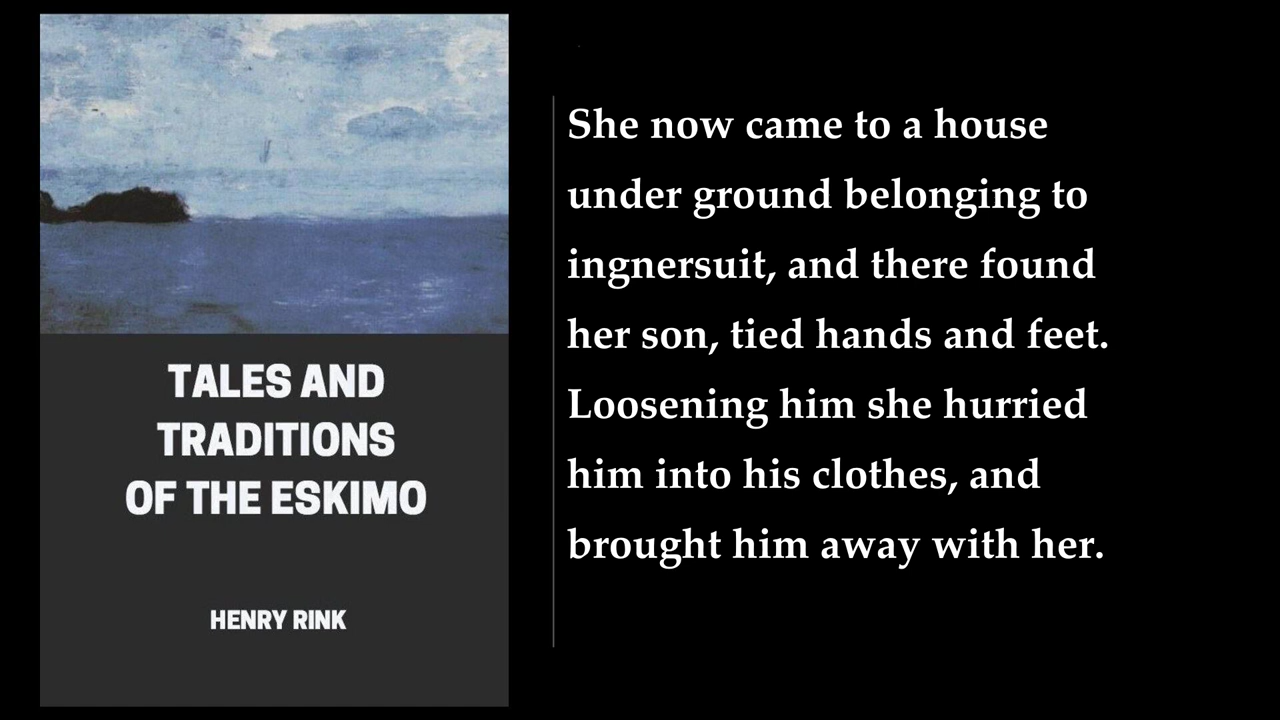 TALES AND
TRADITIONS
OF THE ESKIMO
HENRY RINK
She now came to a house
under ground belonging to
ingnersuit, and there found
her son, tied hands and feet.
Loosening him she hurried
him into his clothes, and
brought him away with her.